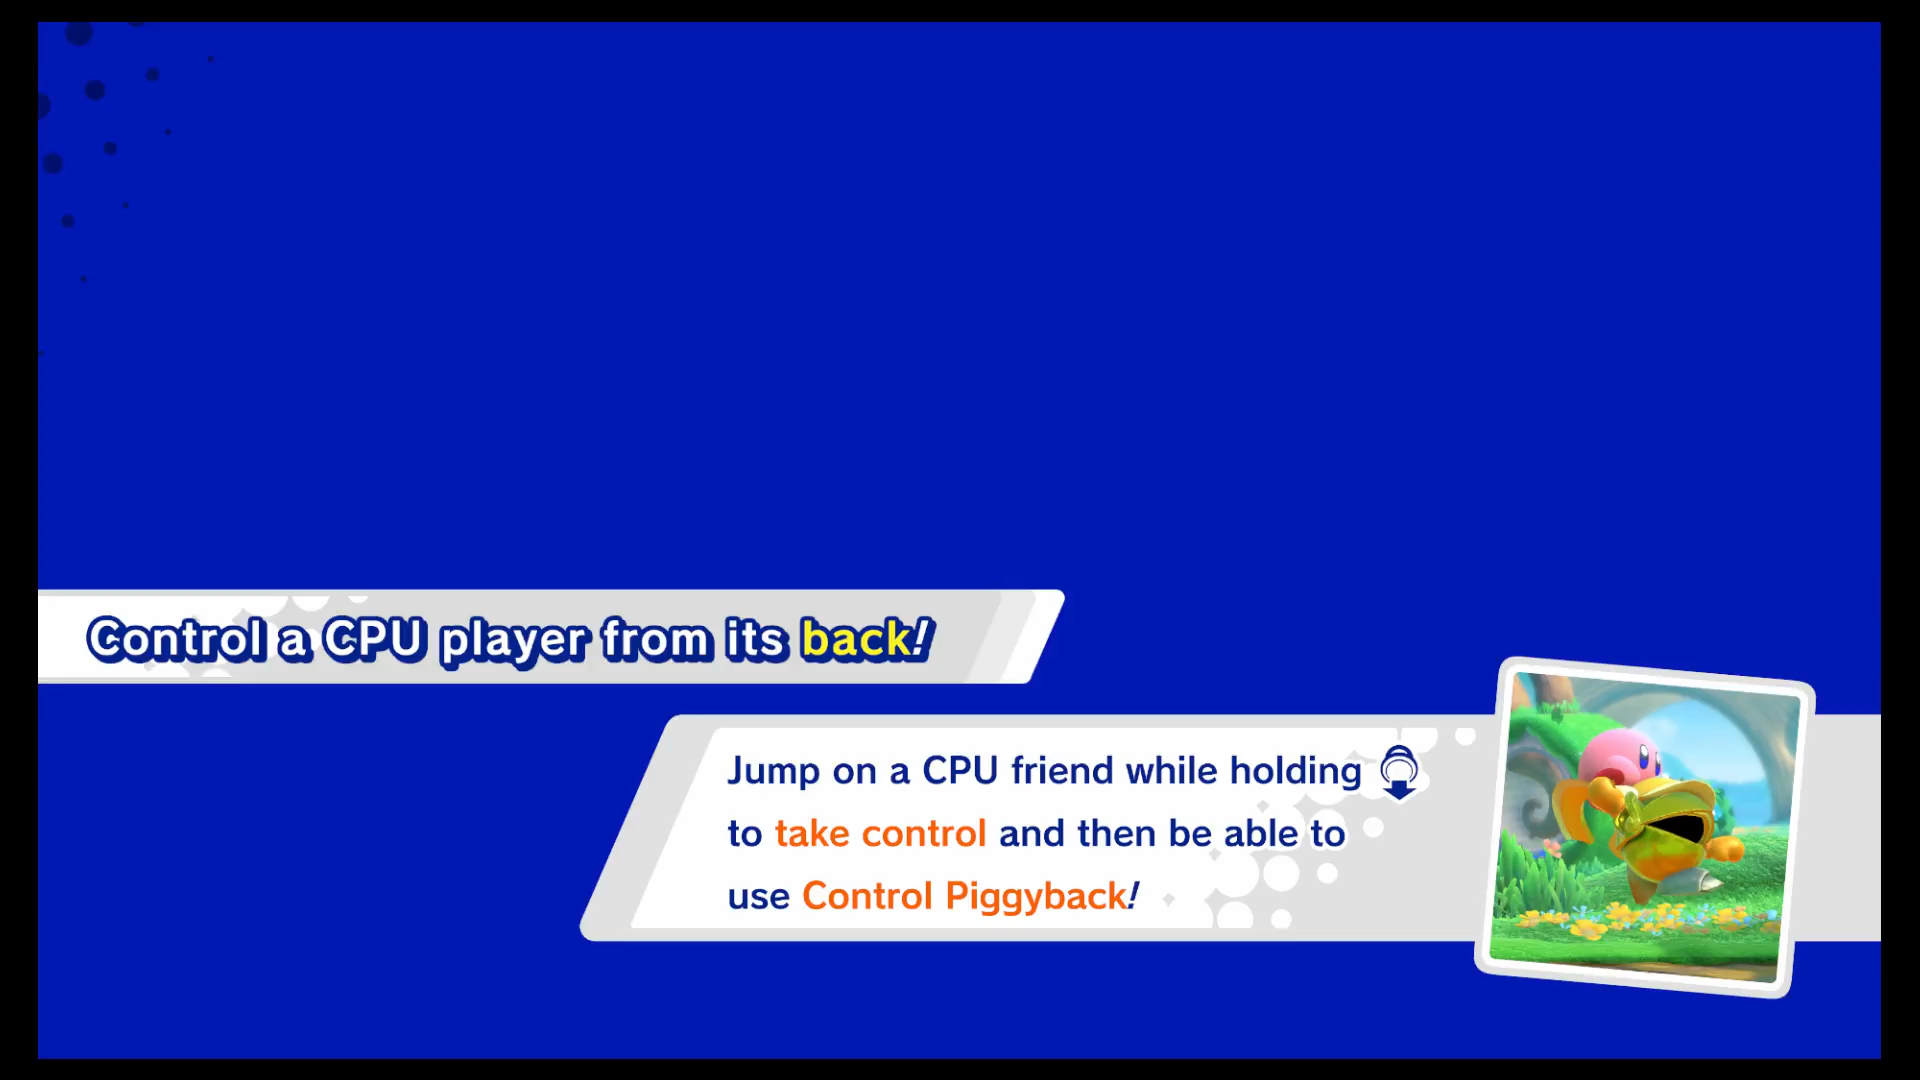 Control a CPU player from its back!
Jump on a CPU friend while holding
to take control and then be able to
use Control Piggyback!